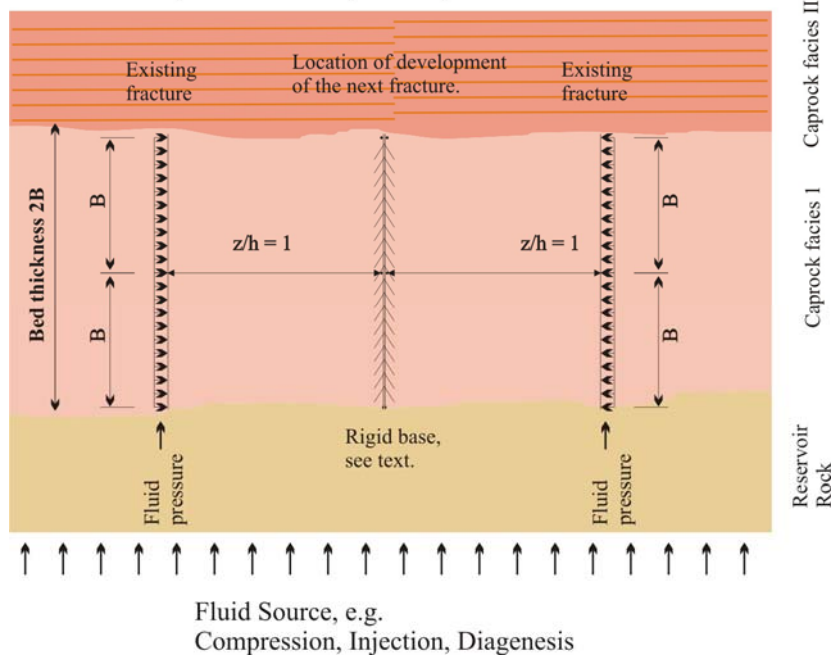 Existing
fracture
Location of development
of the next fracture.
Existing
fracture
Caprock facies II
Bed thickness 2B
B
B
z/h = 1
z/h = 1
B
B
Caprock facies 1
Rigid base,
see text.
Fluid
pressure
Fluid
pressure
Reservoir
Rock
Fluid Source, e.g.
Compression, Injection, Diagenesis